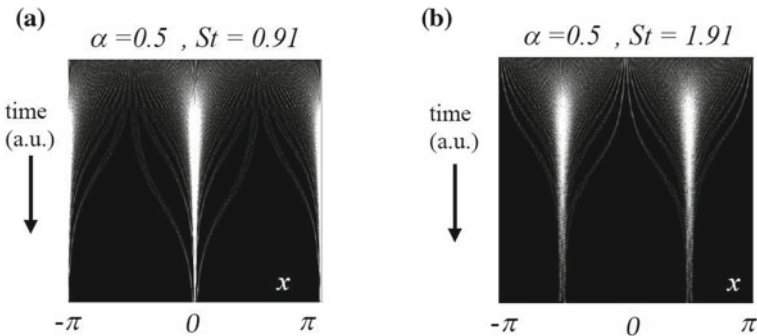 (a)
α =0.5 , St = 0.91
time
(a.u.)
x
-π 0 π
(b)
α =0.5 , St = 1.91
time
(a.u.)
x
-π 0 π